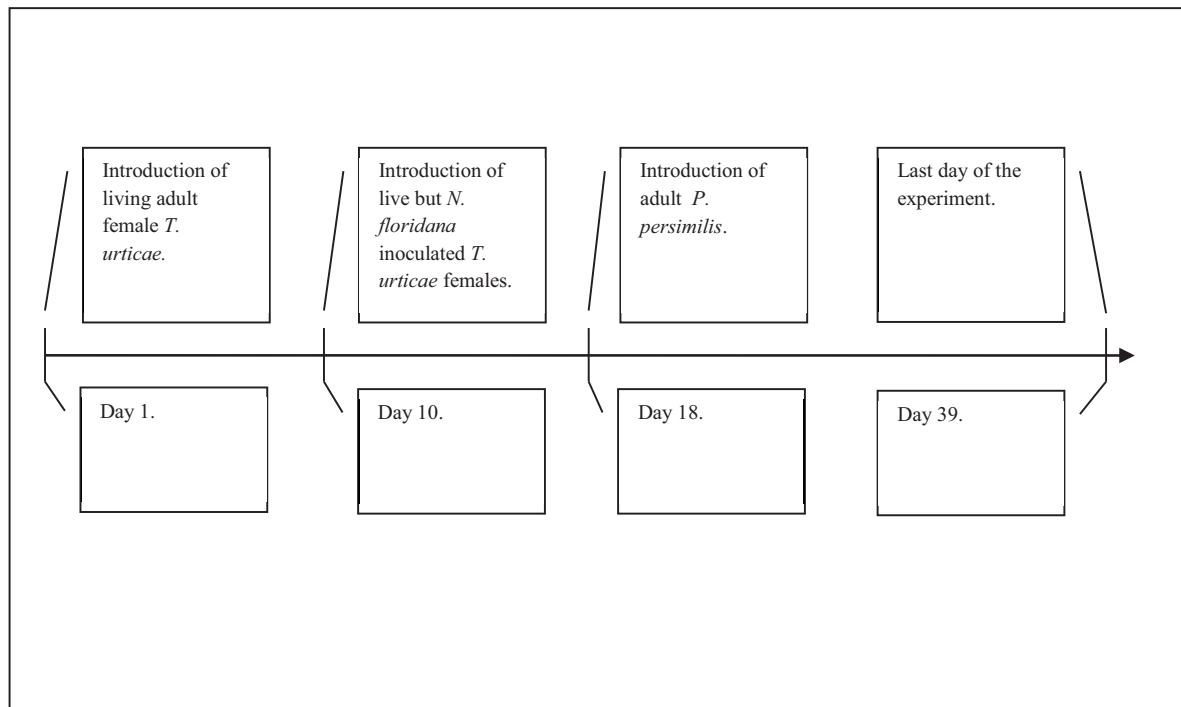 Introduction of
living adult
female T.
urticae.
Introduction of
live but N.
floridana
inoculated T.
urticae females.
Introduction of
adult P.
persimilis.
Last day of the
experiment.
Day 1.
Day 10.
Day 18.
Day 39.